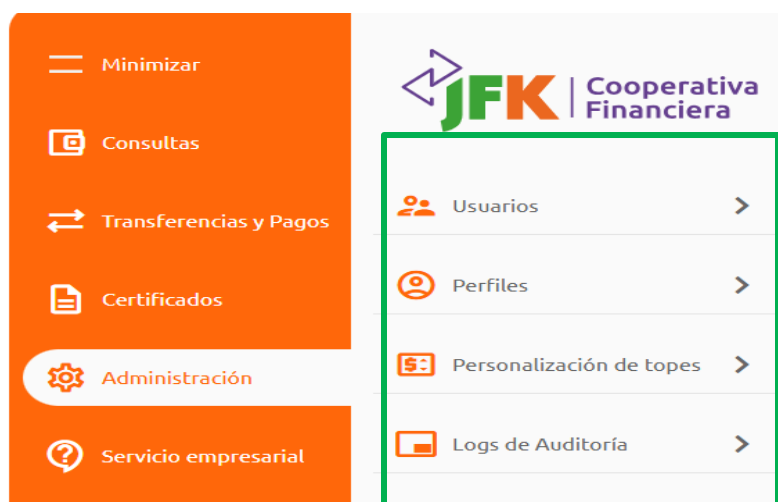 Minimizar
Consultas
Transferencias y Pagos
Certificados
Administración
Servicio empresarial
JFK Cooperativa
Financiera
Usuarios
Perfiles
Personalización de topes
Logs de Auditoría